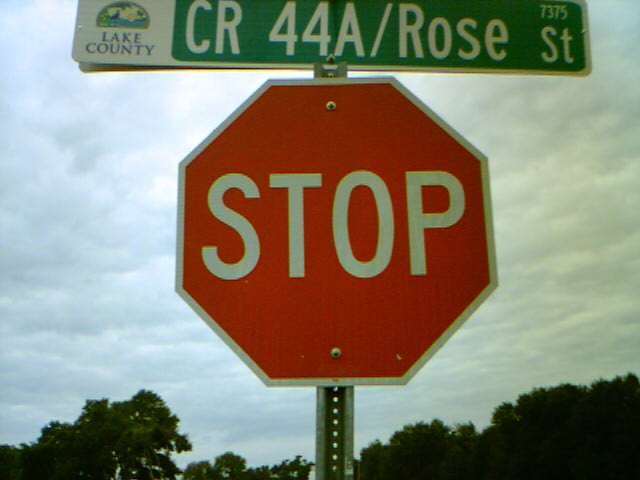 LAKE
COUNTY
CR 44A/Rose St
7375
STOP